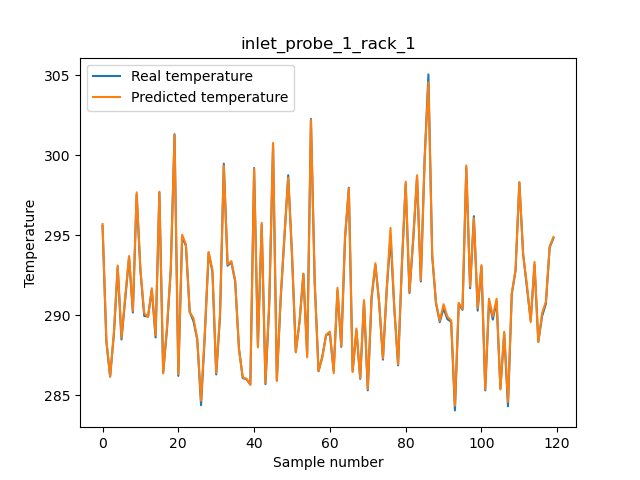 inlet_probe_1_rack_1
Real temperature
Predicted temperature
Temperature
305
300
295
290
285
0 20 40 60 80 100 120
Sample number